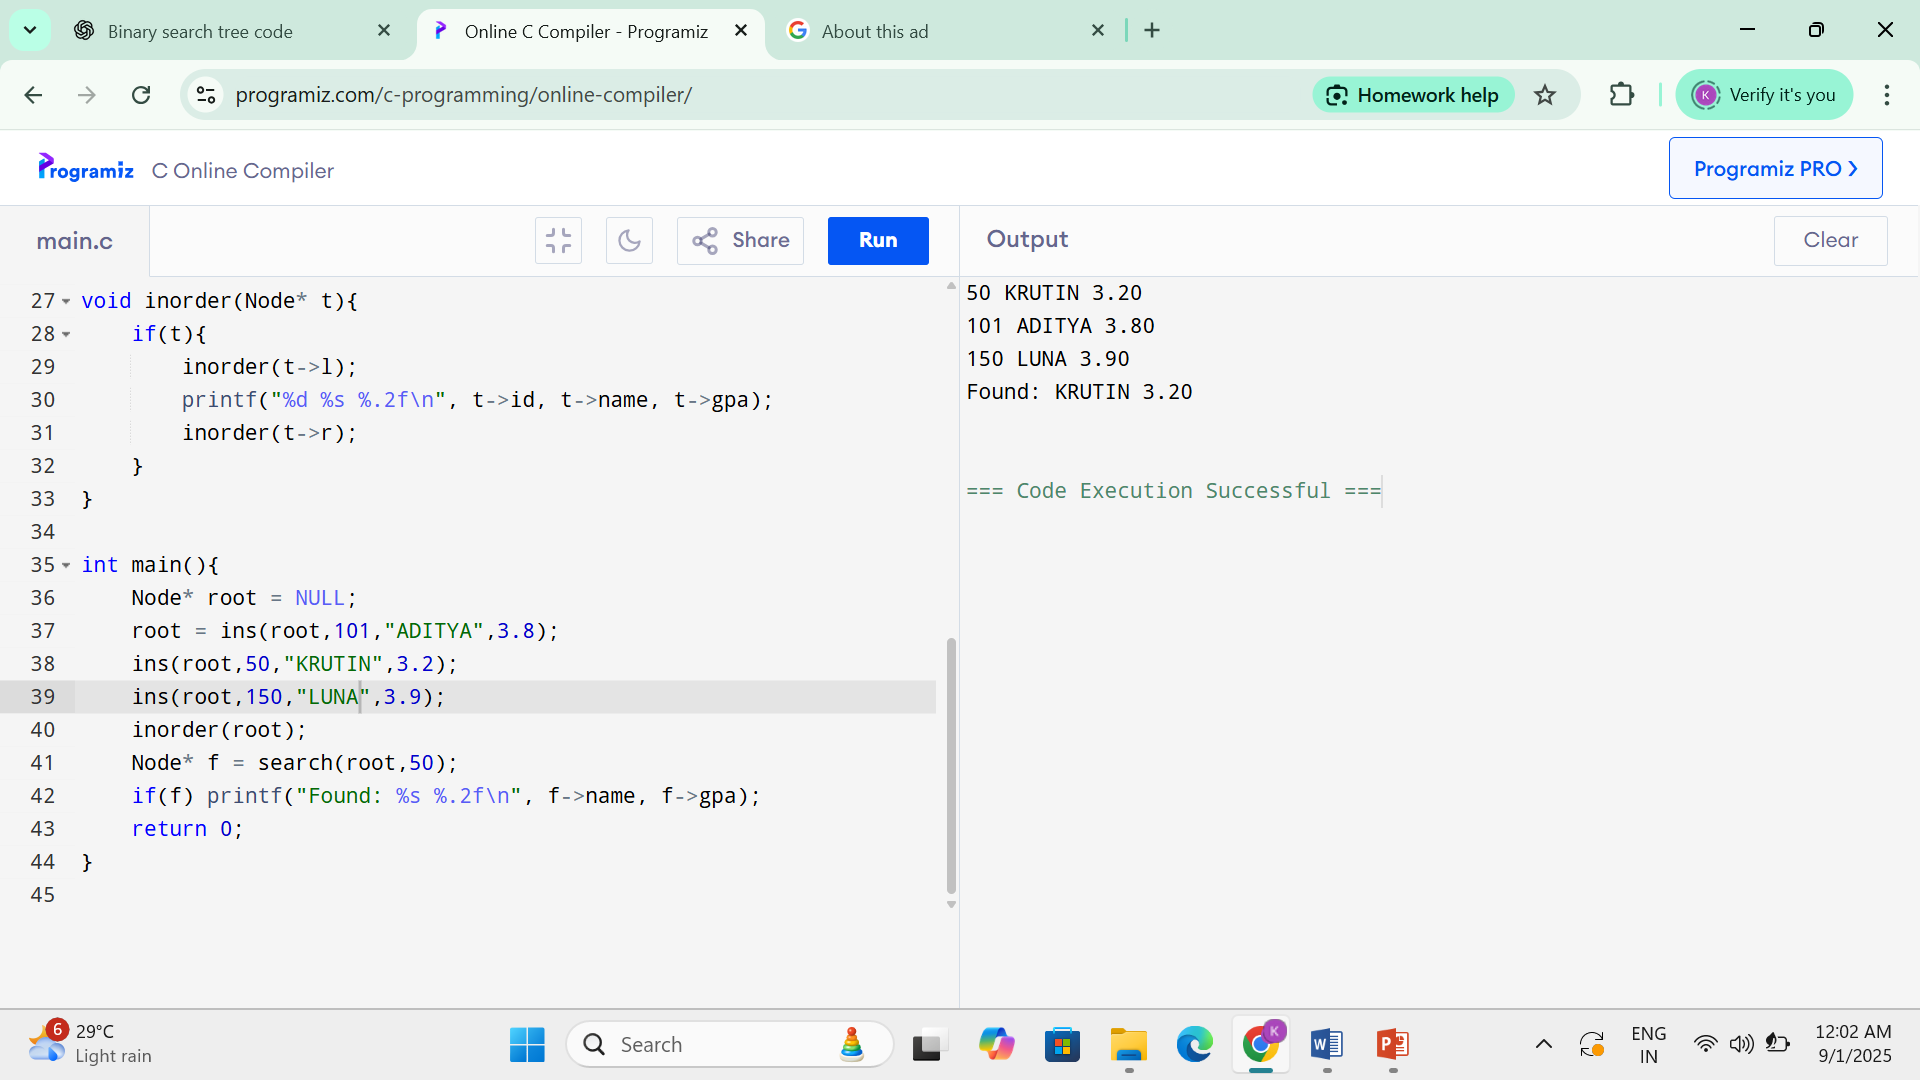 Binary search tree code
Online C Compiler - Programiz
About this ad
programiz.com/c-programming/online-compiler/
Homework help
K
Verify it's you
Programiz
C Online Compiler
Programiz PRO ❯
main.c
Share
Run
Output
Clear
27 void inorder(Node* t){
28     if(t){
29         inorder(t->l);
30         printf("%d %s %.2f\n", t->id, t->name, t->gpa);
31         inorder(t->r);
32     }
33 }
34
35 int main(){
36     Node* root = NULL;
37     root = ins(root,101,"ADITYA",3.8);
38     ins(root,50,"KRUTIN",3.2);
39     ins(root,150,"LUNA",3.9);
40     inorder(root);
41     Node* f = search(root,50);
42     if(f) printf("Found: %s %.2f\n", f->name, f->gpa);
43     return 0;
44 }
45
50 KRUTIN 3.20
101 ADITYA 3.80
150 LUNA 3.90
Found: KRUTIN 3.20
=== Code Execution Successful ===
6
29°C
Light rain
Search
K
W
P
ENG
IN
12:02 AM
9/1/2025